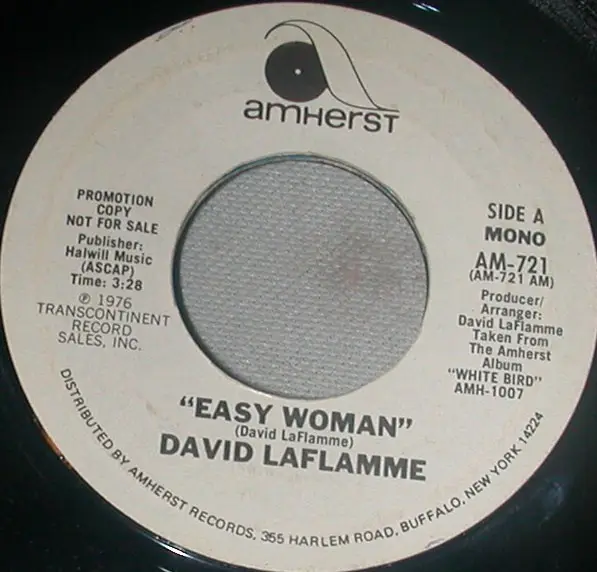 amHeRST
PROMOTION
COPY
NOT FOR SALE
Publisher:
Halwill Music
(ASCAP)
Time: 3:28
℗ 1976
TRANSCONTINENT
RECORD
SALES, INC.
SIDE A
MONO
AM-721
(AM-721 AM)
Producer/
Arranger:
David LaFlamme
Taken From
The Amherst
Album
"WHITE BIRD"
AMH-1007
"EASY WOMAN"
(David LaFlamme)
DAVID LAFLAMME
DISTRIBUTED BY AMHERST RECORDS, 355 HARLEM ROAD, BUFFALO, NEW YORK 14224